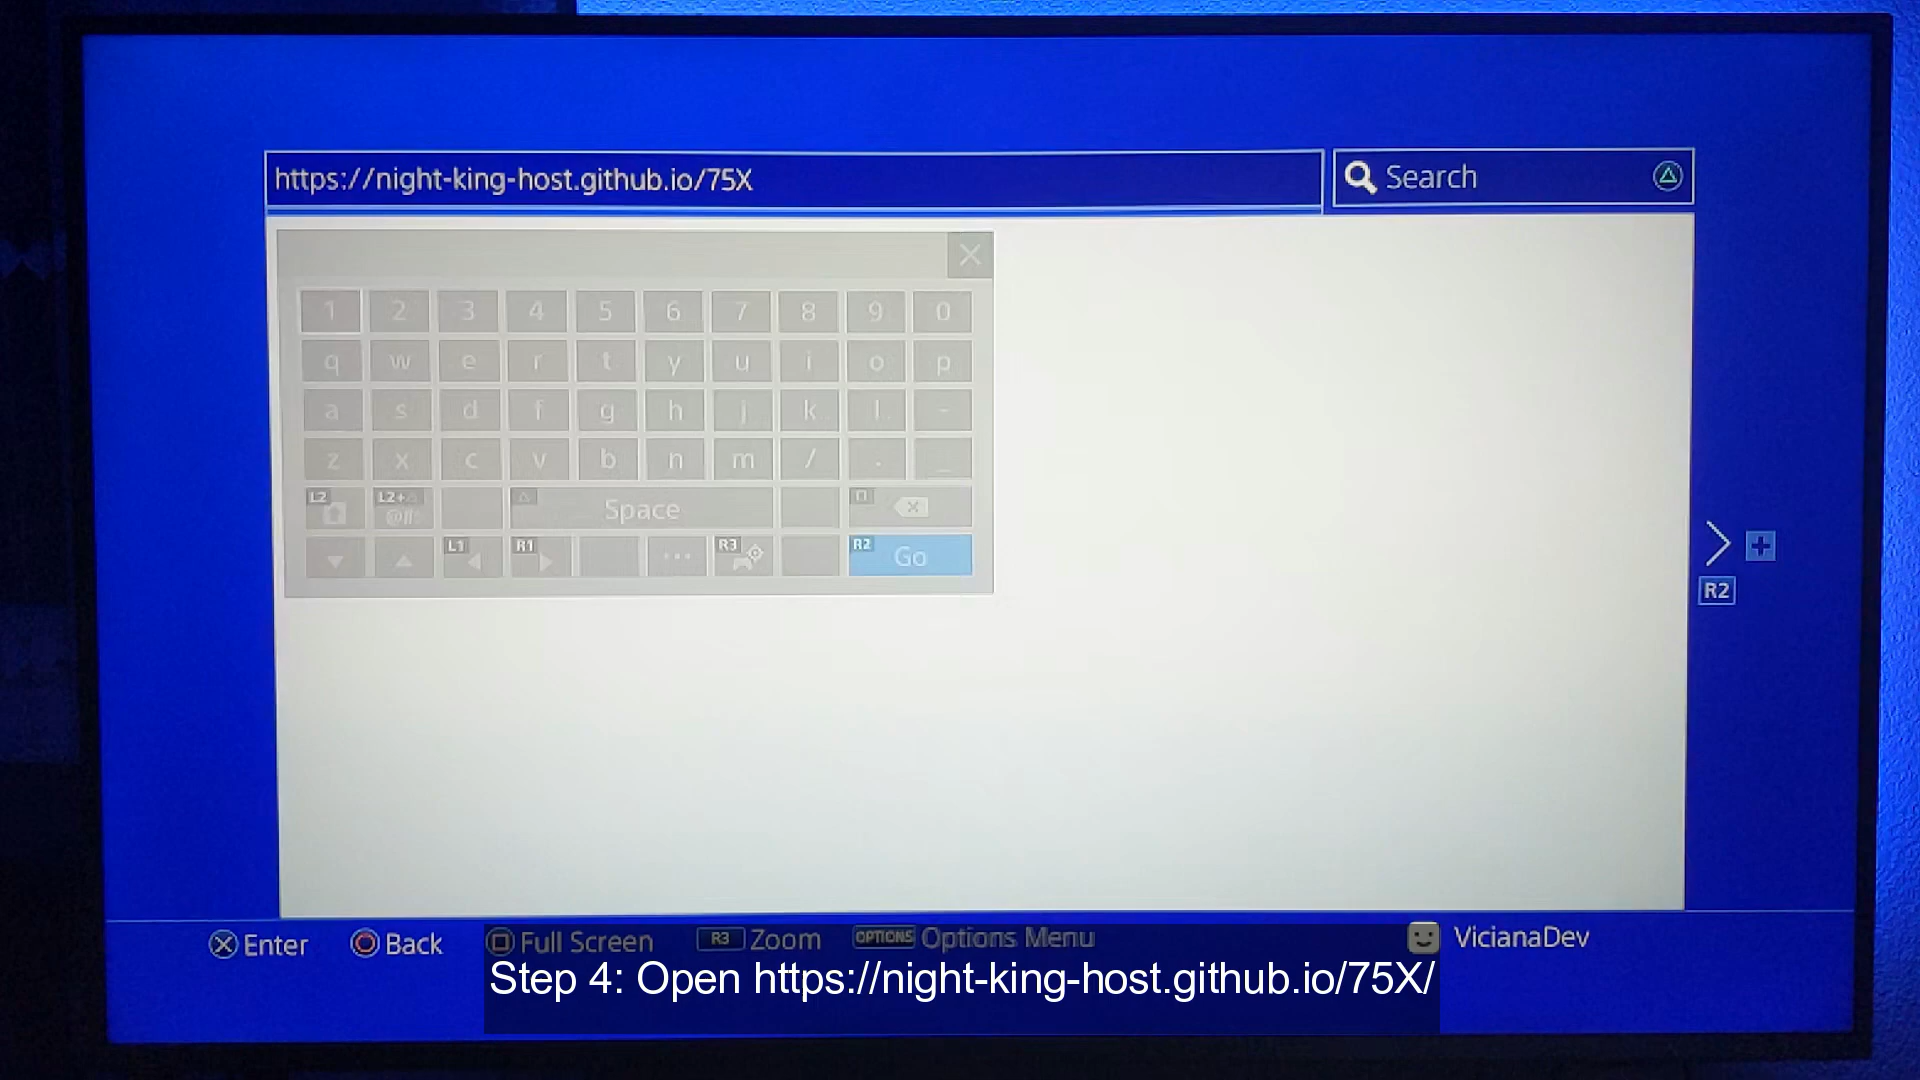 https://night-king-host.github.io/75X
Search
1 2 3 4 5 6 7 8 9 0
q w e r t y u i o p
a s d f g h j k l -
z x c v b n m / . _
L2 L2+△ @#: Space
L1 R1 ... R3 R2 Go
R2
Enter Back Full Screen R3 Zoom OPTIONS Options Menu VicianaDev
Step 4: Open https://night-king-host.github.io/75X/